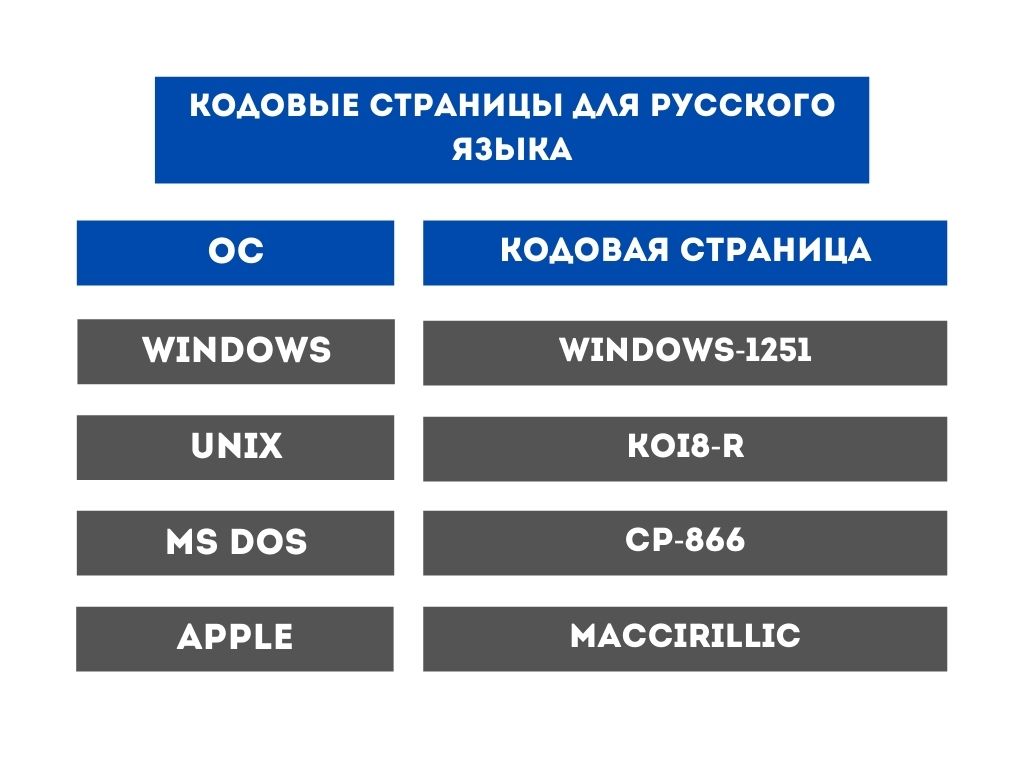 КОДОВЫЕ СТРАНИЦЫ ДЛЯ РУССКОГО
ЯЗЫКА
ОС КОДОВАЯ СТРАНИЦА
WINDOWS WINDOWS-1251
UNIX KOI8-R
MS DOS CP-866
APPLE MACCIRILLIC